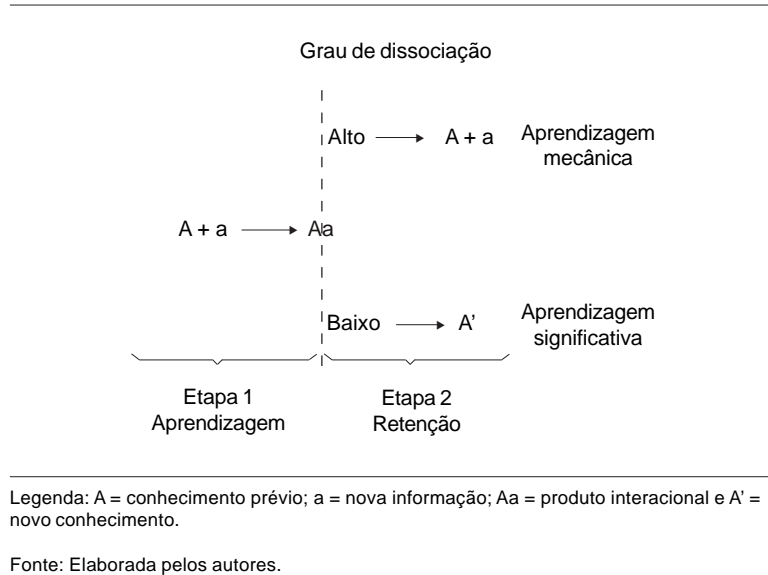 Grau de dissociação
Alto → A + a
Aprendizagem
mecânica
A + a → Aa
Baixo → A’
Aprendizagem
significativa
Etapa 1
Aprendizagem
Etapa 2
Retenção
Legenda: A = conhecimento prévio; a = nova informação; Aa = produto interacional e A’ =
novo conhecimento.
Fonte: Elaborada pelos autores.